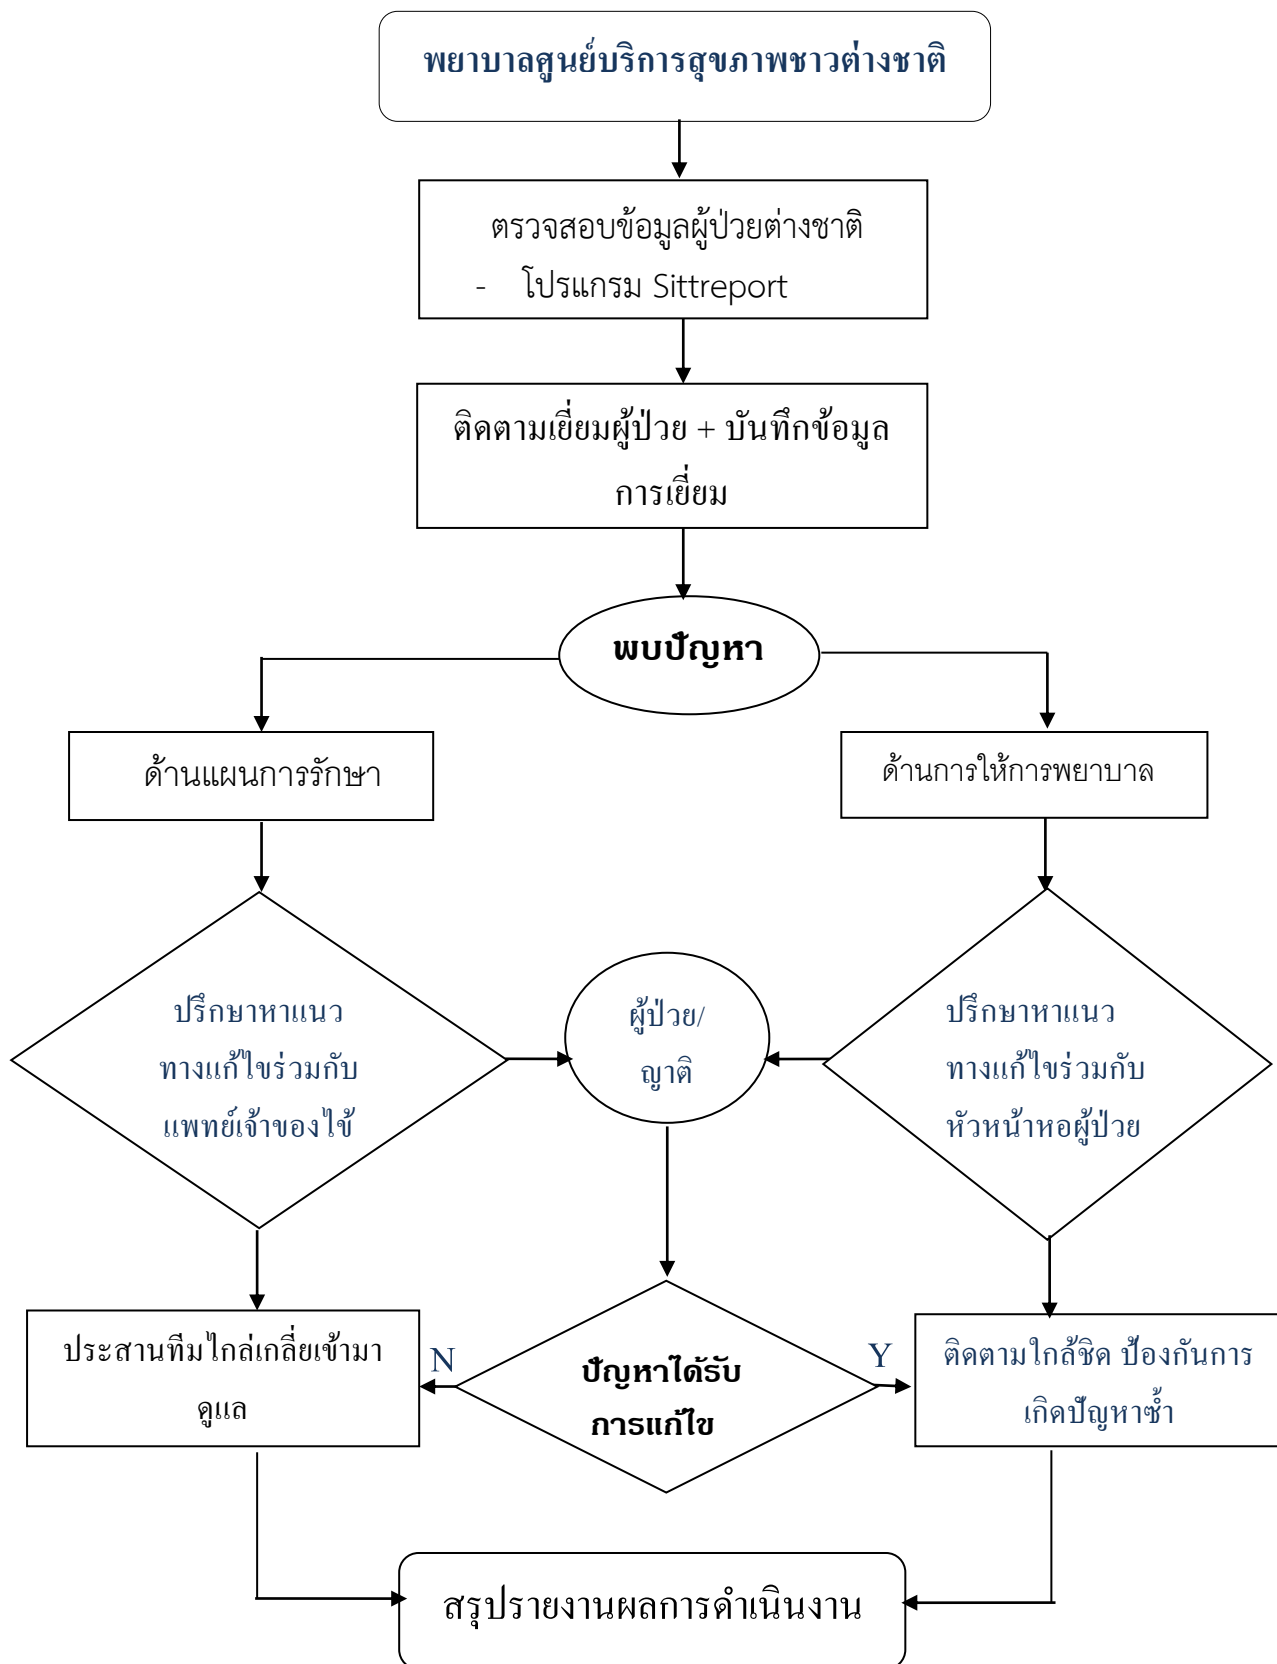 พยาบาลศูนย์บริการสุขภาพชาวต่างชาติ
ตรวจสอบข้อมูลผู้ป่วยต่างชาติ
- โปรแกรม Sittreport
ติดตามเยี่ยมผู้ป่วย + บันทึกข้อมูล
การเยี่ยม
พบปัญหา
ด้านแผนการรักษา
ด้านการให้การพยาบาล
ปรึกษาหาแนว
ทางแก้ไขร่วมกับ
แพทย์เจ้าของไข้
ผู้ป่วย/
ญาติ
ปรึกษาหาแนว
ทางแก้ไขร่วมกับ
หัวหน้าหอผู้ป่วย
ประสานทีมไกล่เกลี่ยเข้ามา
ดูแล
N
ปัญหาได้รับ
การแก้ไข
Y
ติดตามใกล้ชิด ป้องกันการ
เกิดปัญหาซ้ำ
สรุปรายงานผลการดำเนินงาน